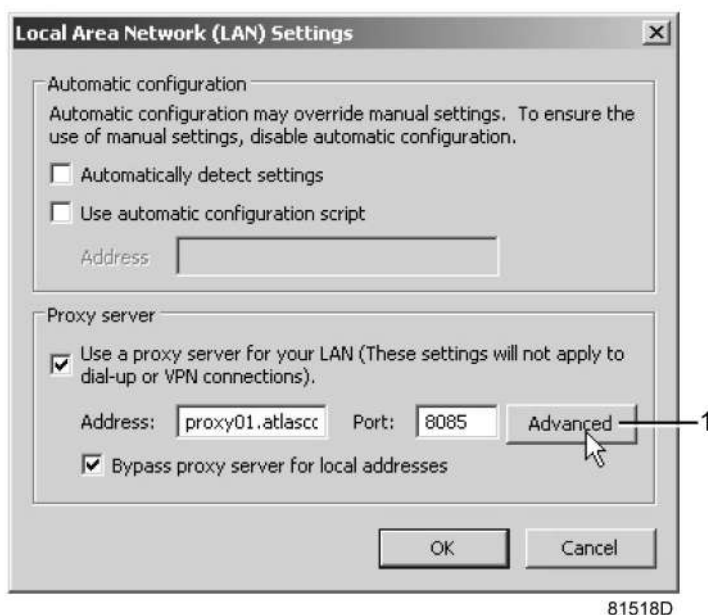 Local Area Network (LAN) Settings
Automatic configuration
Automatic configuration may override manual settings. To ensure the
use of manual settings, disable automatic configuration.
Automatically detect settings
Use automatic configuration script
Address
Proxy server
Use a proxy server for your LAN (These settings will not apply to
dial-up or VPN connections).
Address: proxy01.atlascc Port: 8085 Advanced 1
Bypass proxy server for local addresses
OK Cancel
81518D